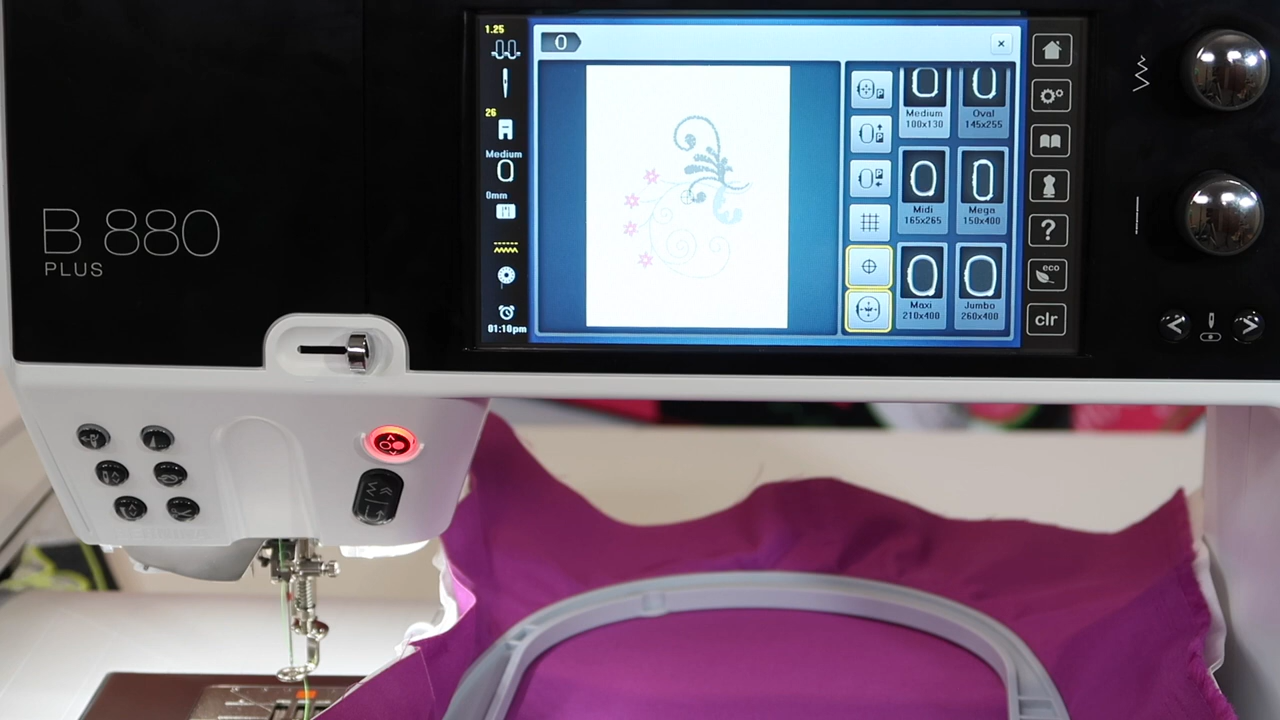 B 880
PLUS
1.25
26
Medium
0mm
01:10pm
Medium
100x130
Oval
145x255
Midi
165x265
Mega
150x400
Maxi
210x400
Jumbo
260x400
P
P
P
?
eco
clr